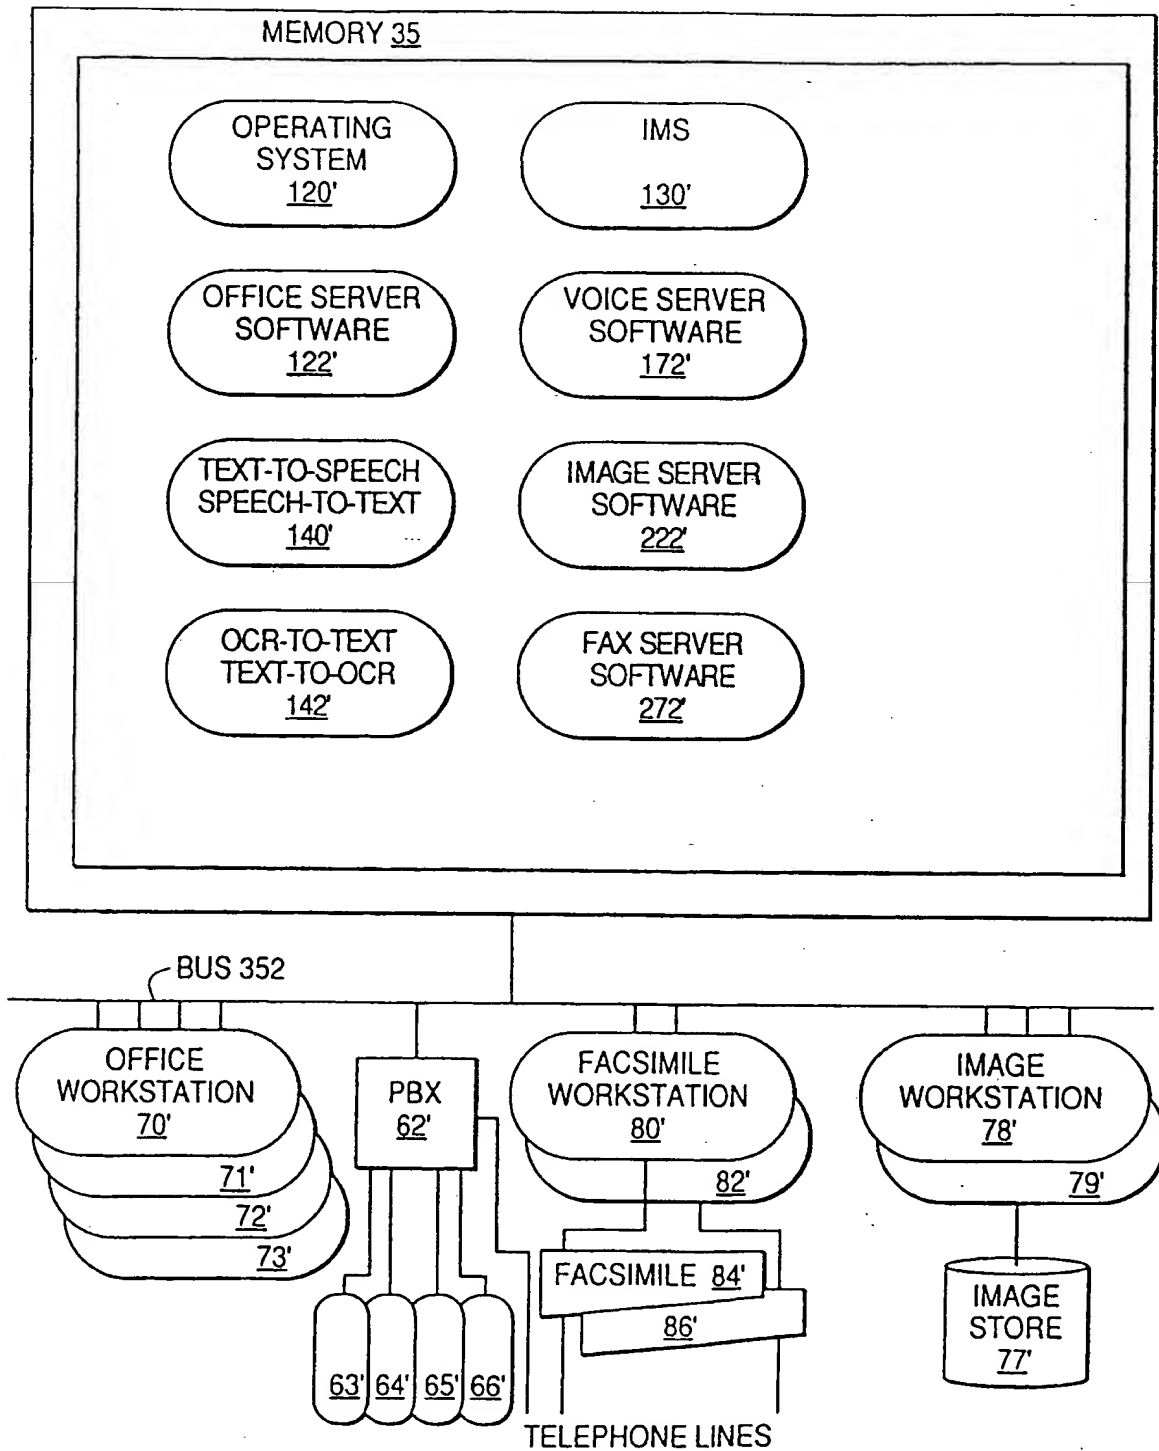 MEMORY 35
OPERATING
SYSTEM
120'
IMS
130'
OFFICE SERVER
SOFTWARE
122'
VOICE SERVER
SOFTWARE
172'
TEXT-TO-SPEECH
SPEECH-TO-TEXT
140'
IMAGE SERVER
SOFTWARE
222'
OCR-TO-TEXT
TEXT-TO-OCR
142'
FAX SERVER
SOFTWARE
272'
BUS 352
OFFICE
WORKSTATION
70'
71'
72'
73'
PBX
62'
63'
64'
65'
66'
FACSIMILE
WORKSTATION
80'
82'
FACSIMILE 84'
86'
TELEPHONE LINES
IMAGE
WORKSTATION
78'
79'
IMAGE
STORE
77'